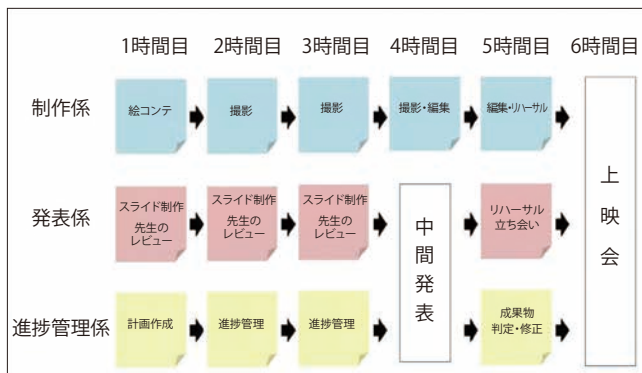 1時間目 2時間目 3時間目 4時間目 5時間目 6時間目
制作係
絵コンテ
撮影
撮影
撮影・編集
編集・リハーサル
発表係
スライド制作
先生の
レビュー
スライド制作
先生の
レビュー
スライド制作
先生の
レビュー
中間発表
リハーサル
立ち会い
上映会
進捗管理係
計画作成
進捗管理
進捗管理
成果物
判定・修正